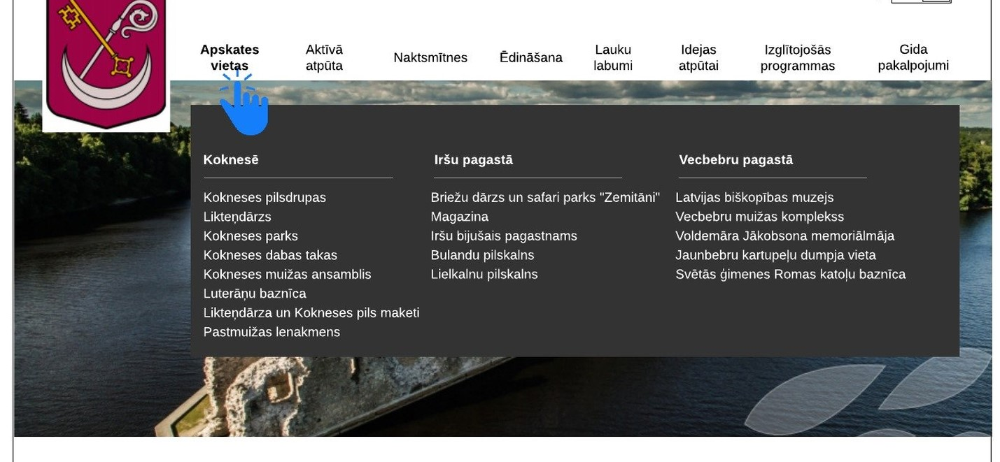 Apskates
vietas
Aktīvā
atpūta
Naktsmītnes
Ēdināšana
Lauku
labumi
Idejas
atpūtai
Izglītojošās
programmas
Gida
pakalpojumi
Koknesē
Kokneses pilsdrupas
Likteņdārzs
Kokneses parks
Kokneses dabas takas
Kokneses muižas ansamblis
Luterāņu baznīca
Likteņdārza un Kokneses pils maketi
Pastmuižas lenakmens
Iršu pagastā
Briežu dārzs un safari parks "Zemitāni"
Magazina
Iršu bijušais pagastnams
Bulandu pilskalns
Lielkalnu pilskalns
Vecbebru pagastā
Latvijas biškopības muzejs
Vecbebru muižas komplekss
Voldemāra Jākobsona memoriālmāja
Jaunbebru kartupeļu dumpja vieta
Svētās ģimenes Romas katoļu baznīca